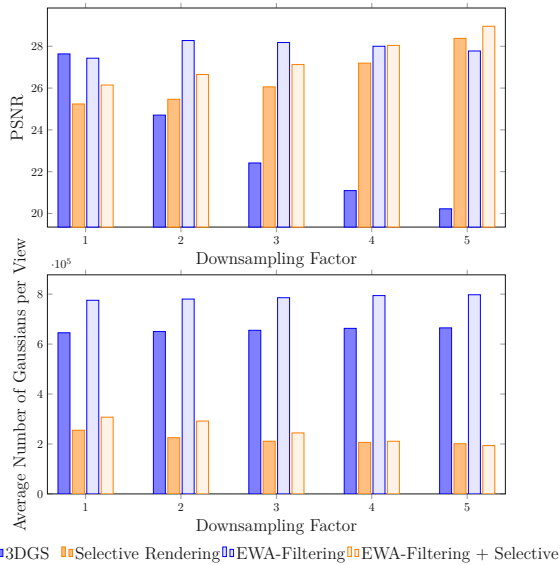 28
26
24
22
20
PSNR
1 2 3 4 5
Downsampling Factor
·10⁵
8
6
4
2
0
Average Number of Gaussians per View
1 2 3 4 5
Downsampling Factor
3DGS Selective Rendering EWA-Filtering EWA-Filtering + Selective